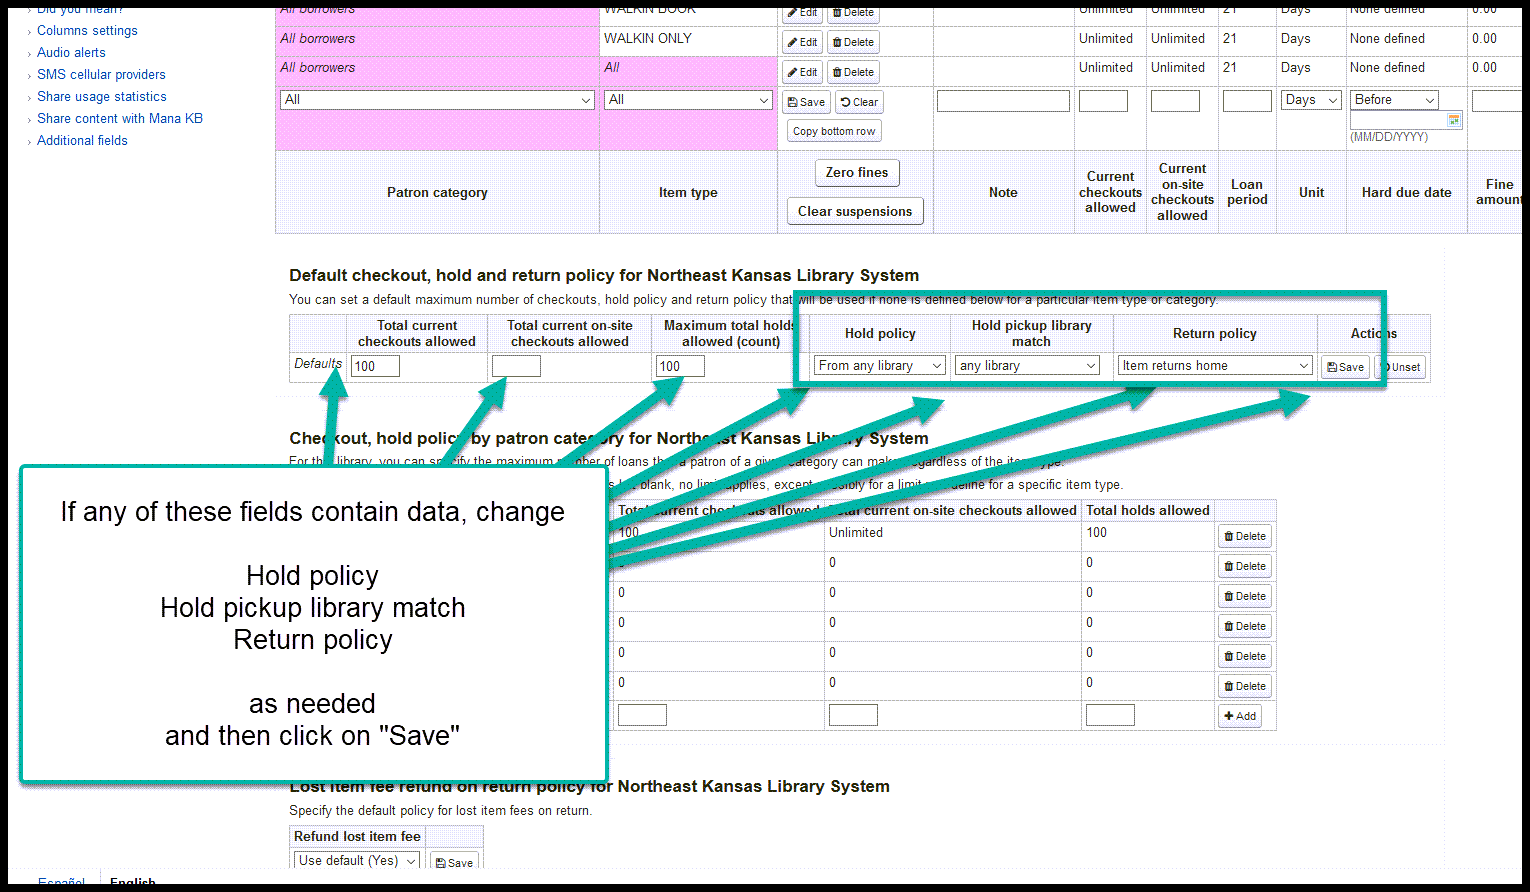 Did you mean?
Columns settings
Audio alerts
SMS cellular providers
Share usage statistics
Share content with Mana KB
Additional fields
All borrowers WALKIN BOOK Edit Delete Unlimited Unlimited 21 Days None defined 0.00
All borrowers WALKIN ONLY Edit Delete Unlimited Unlimited 21 Days None defined 0.00
All borrowers All Edit Delete Unlimited Unlimited 21 Days None defined 0.00
All All Save Clear Days Before
Copy bottom row (MM/DD/YYYY)
Patron category Item type Zero fines Clear suspensions Note Current checkouts allowed Current on-site checkouts allowed Loan period Unit Hard due date Fine amount
Default checkout, hold and return policy for Northeast Kansas Library System
You can set a default maximum number of checkouts, hold policy and return policy that will be used if none is defined below for a particular item type or category.
Total current checkouts allowed Total current on-site checkouts allowed Maximum total holds allowed (count) Hold policy Hold pickup library match Return policy Actions
Defaults 100 100 From any library any library Item returns home Save Unset
Checkout, hold policy by patron category for Northeast Kansas Library System
For this library, you can specify the maximum number of loans that a patron of a given category can make, regardless of the item type.
blank, no limit applies, except possibly for a limit you define for a specific item type.
Total current checkouts allowed Total current on-site checkouts allowed Total holds allowed
100 Unlimited 100 Delete
0 0 Delete
0 0 0 Delete
0 0 0 Delete
0 0 0 Delete
0 0 0 Delete
Add
If any of these fields contain data, change
Hold policy
Hold pickup library match
Return policy
as needed
and then click on "Save"
Lost item fee refund on return policy for Northeast Kansas Library System
Specify the default policy for lost item fees on return.
Refund lost item fee
Use default (Yes) Save
Español English